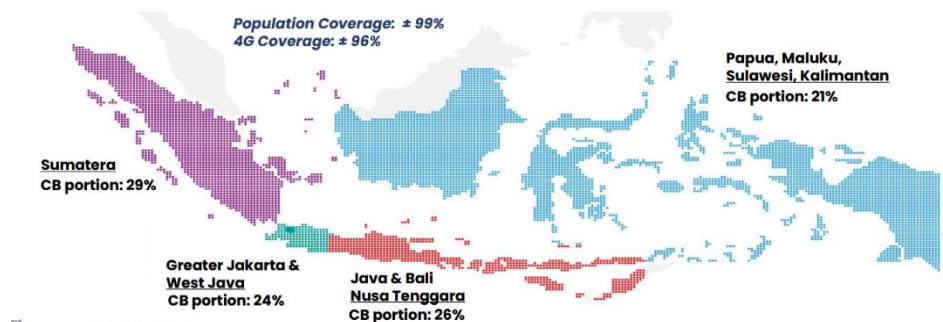 Population Coverage: ± 99%
4G Coverage: ± 96%
Papua, Maluku,
Sulawesi, Kalimantan
CB portion: 21%
Sumatera
CB portion: 29%
Greater Jakarta &
West Java
CB portion: 24%
Java & Bali
Nusa Tenggara
CB portion: 26%